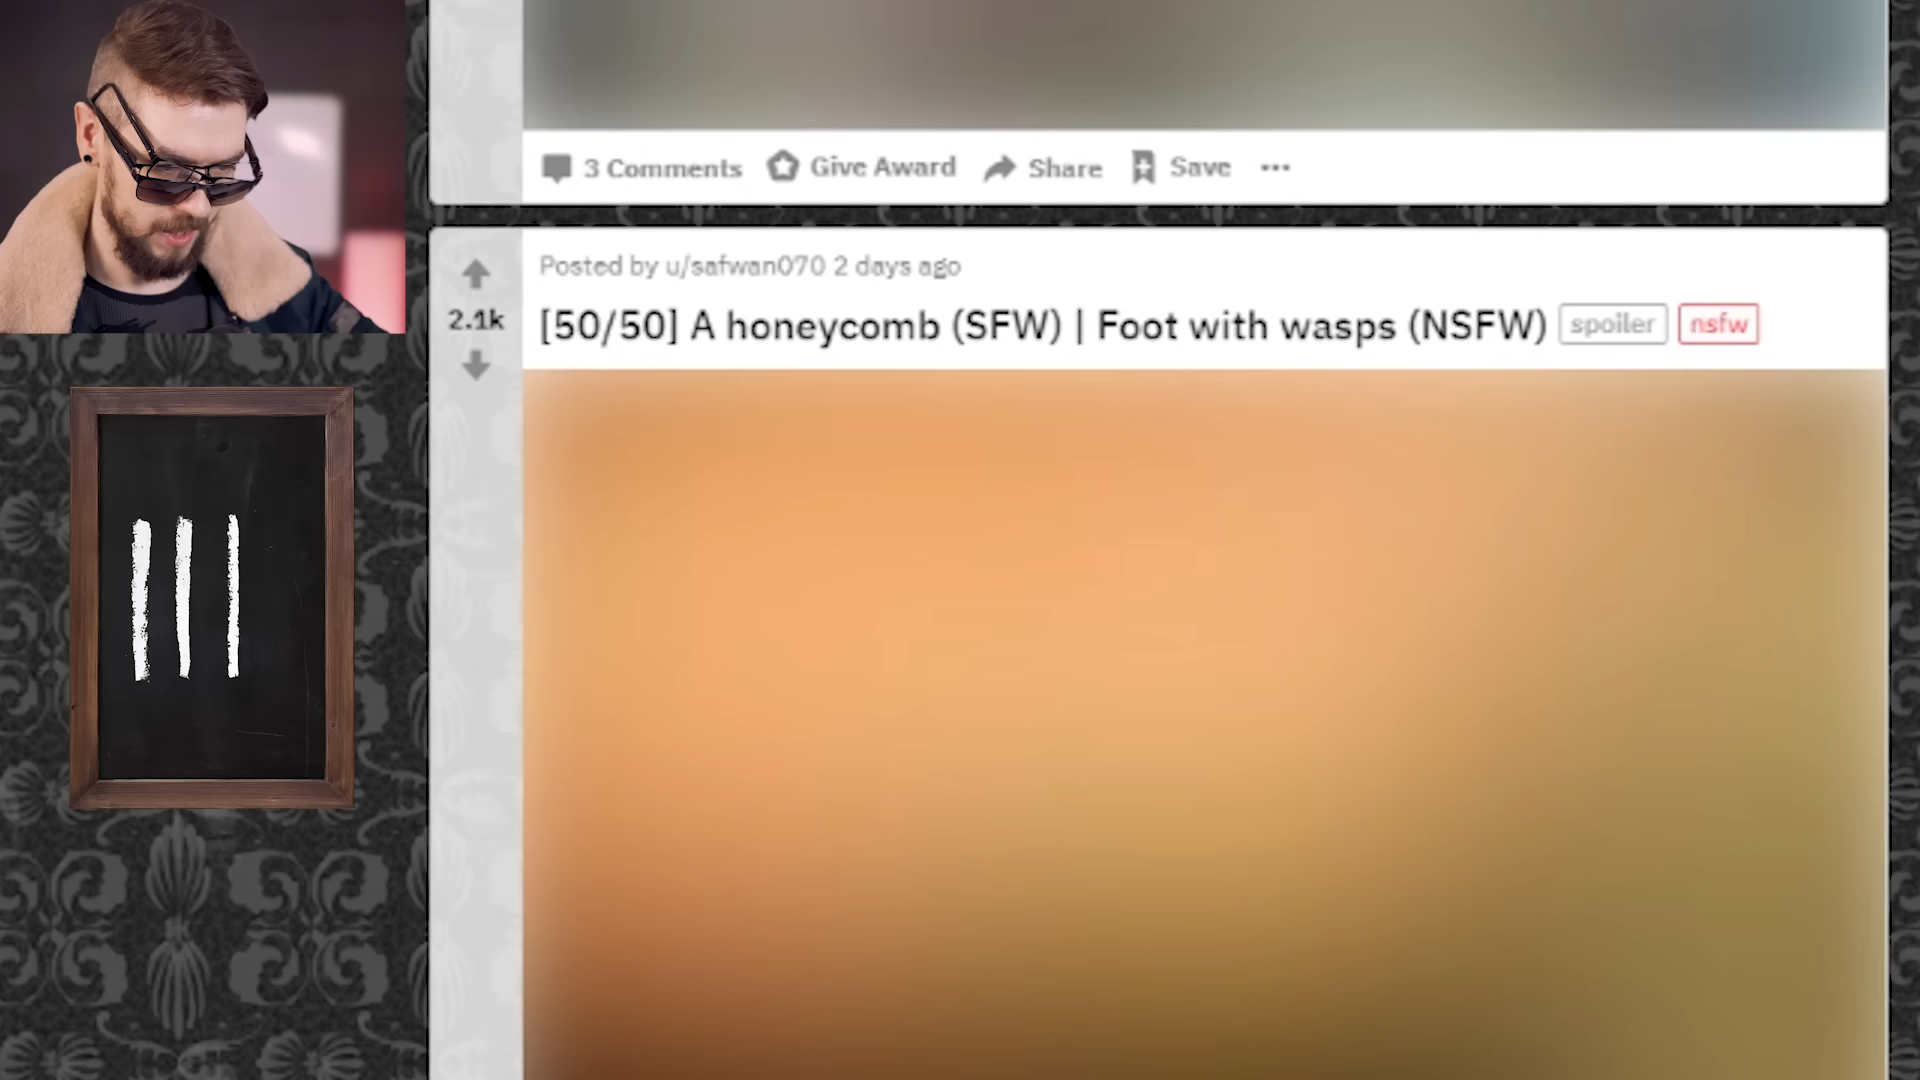 3 Comments Give Award Share Save
Posted by u/safwan070 2 days ago
2.1k
[50/50] A honeycomb (SFW) | Foot with wasps (NSFW) spoiler nsfw